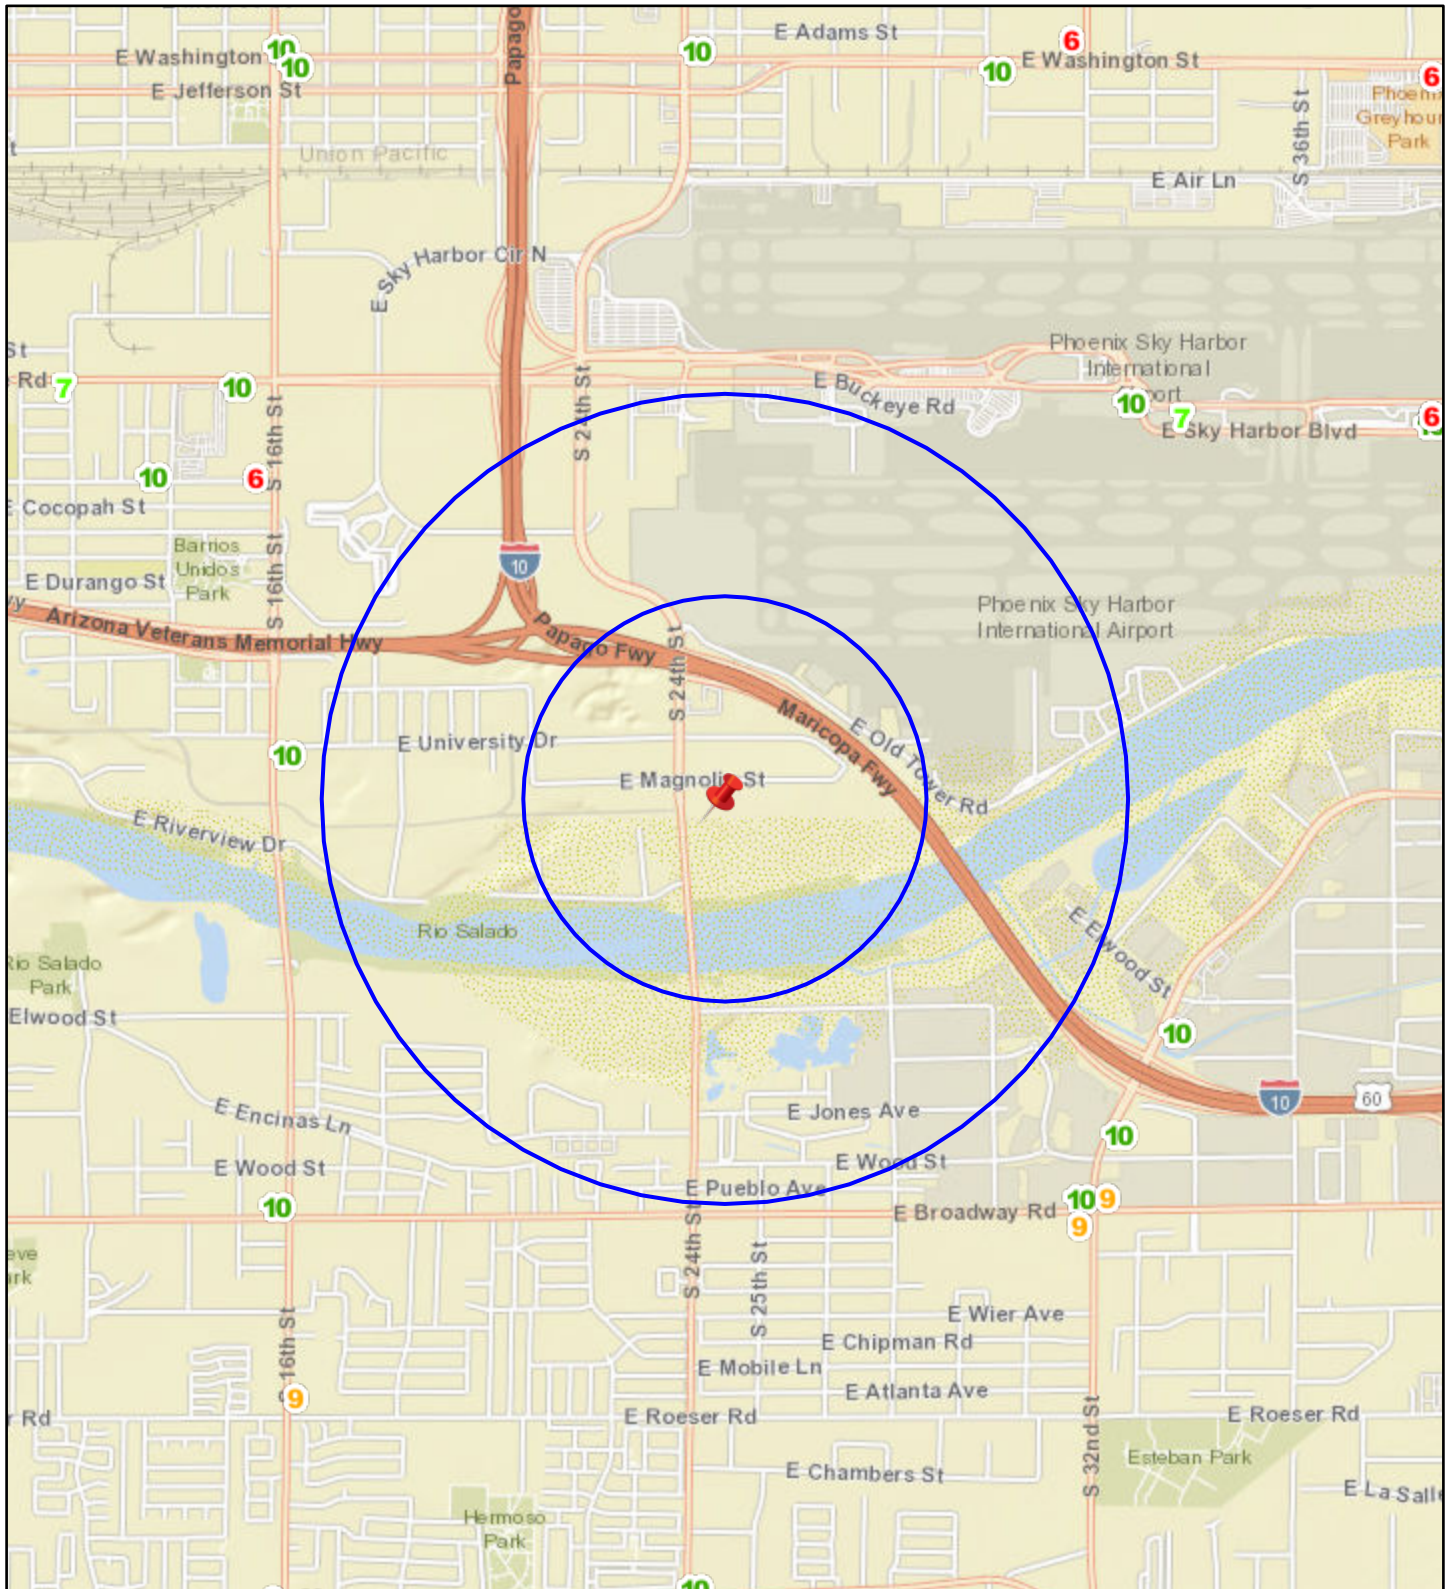 E Adams St
Papago
E Washington
10
10
10
6
E Washington St
10
6
E Jefferson St
S 36th St
Phoenix
Greyhour
Park
Union Pacific
E Air Ln
E Sky Harbor Cir N
St
Rd
7
10
S 16th St
S 24th St
Phoenix Sky Harbor
International
Airport
E Buckeye Rd
10
7
6
E Sky Harbor Blvd
10
6
E Cocopah St
Barrios
Unidos
Park
S 16th St
10
E Durango St
Phoenix Sky Harbor
International Airport
Arizona Veterans Memorial Hwy
Papago Fwy
S 24th St
Maricopa Fwy
E Old Tower Rd
10
E University Dr
E Magnolia St
E Riverview Dr
Rio Salado
E Elwood St
Rio Salado
Park
Elwood St
10
E Encinas Ln
E Jones Ave
10
60
10
E Wood St
E Wood St
10
E Pueblo Ave
10
9
9
E Broadway Rd
S 24th St
S 25th St
eve
ark
S 16th St
9
E Wier Ave
E Chipman Rd
E Mobile Ln
E Atlanta Ave
r Rd
E Roeser Rd
E Roeser Rd
S 32nd St
Esteban Park
E Chambers St
E La Salle
Hermoso
Park
10